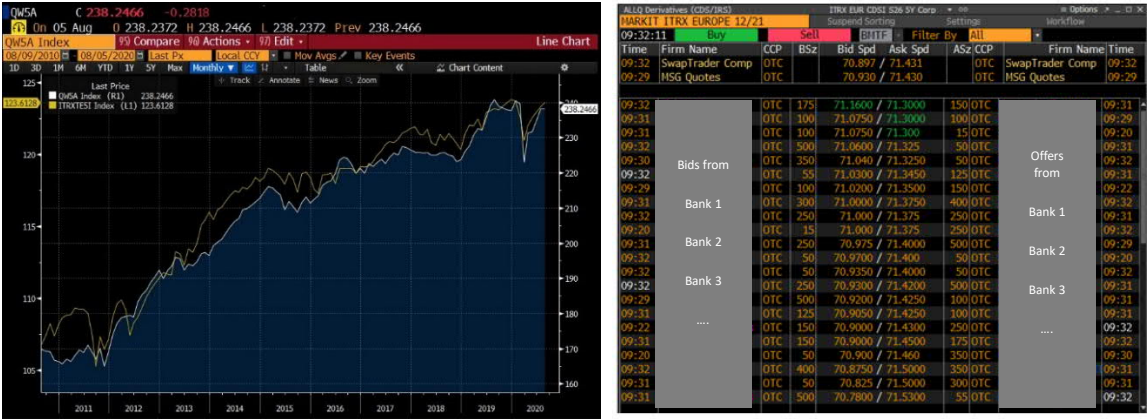 QW5A C 238.2466 -0.2818
On 05 Aug O 238.2372 H 238.2466 L 238.2372 Prev 238.2466
QW5A Index 99) Compare 96) Actions 97) Edit Line Chart
08/09/2010 - 08/05/2020 Last Px Local CCY Mov Avgs Key Events
1D 3D 1M 6M YTD 1Y 5Y Max Monthly ▼ Table « Chart Content
+ Track Annotate News Zoom
Last Price
QW5A Index (R1) 238.2466
ITRXTE5I Index (L1) 123.6128
125
123.6128
120
115
110
105
240
238.2466
230
220
210
200
190
180
170
160
2011 2012 2013 2014 2015 2016 2017 2018 2019 2020
ALLQ Derivatives (CDS/IRS) ITRX EUR CDSI S26 5Y Corp Options
MARKIT ITRX EUROPE 12/21 Suspend Sorting Settings Workflow
09:32:11 Buy Sell BMTF Filter By All
Time Firm Name CCP BSz Bid Spd Ask Spd ASz CCP Firm Name Time
09:32 SwapTrader Comp OTC 70.897 / 71.431 OTC SwapTrader Comp 09:32
09:29 MSG Quotes OTC 70.930 / 71.430 OTC MSG Quotes 09:29
09:32 OTC 175 71.1600 / 71.3000 150 OTC 09:31
09:31 OTC 100 71.0750 / 71.3000 100 OTC 09:29
09:31 OTC 100 71.0750 / 71.300 15 OTC 09:20
09:32 OTC 500 71.0600 / 71.325 50 OTC 09:32
09:30 OTC 350 71.040 / 71.3250 50 OTC 09:32
09:32 OTC 55 71.0300 / 71.3450 125 OTC 09:31
09:29 OTC 100 71.0200 / 71.3500 150 OTC 09:22
09:31 OTC 300 71.0000 / 71.3750 400 OTC 09:32
09:32 OTC 250 71.000 / 71.375 250 OTC 09:31
09:20 OTC 15 71.000 / 71.375 250 OTC 09:32
09:31 OTC 250 70.975 / 71.4000 500 OTC 09:29
09:32 OTC 50 70.9700 / 71.400 50 OTC 09:20
09:32 OTC 50 70.9350 / 71.4000 50 OTC 09:32
09:32 OTC 250 70.9300 / 71.4200 500 OTC 09:31
09:29 OTC 500 70.9200 / 71.4250 100 OTC 09:31
09:31 OTC 125 70.9050 / 71.4250 100 OTC 09:31
09:22 OTC 150 70.9000 / 71.4300 250 OTC 09:32
09:31 OTC 150 70.9000 / 71.4500 175 OTC 09:31
09:20 OTC 50 70.900 / 71.460 350 OTC 09:30
09:32 OTC 400 70.8750 / 71.5000 350 OTC 09:31
09:31 OTC 50 70.825 / 71.5000 300 OTC 09:31
09:31 OTC 500 70.7800 / 71.5300 55 OTC 09:32
Bids from
Bank 1
Bank 2
Bank 3
....
Offers
from
Bank 1
Bank 2
Bank 3
....